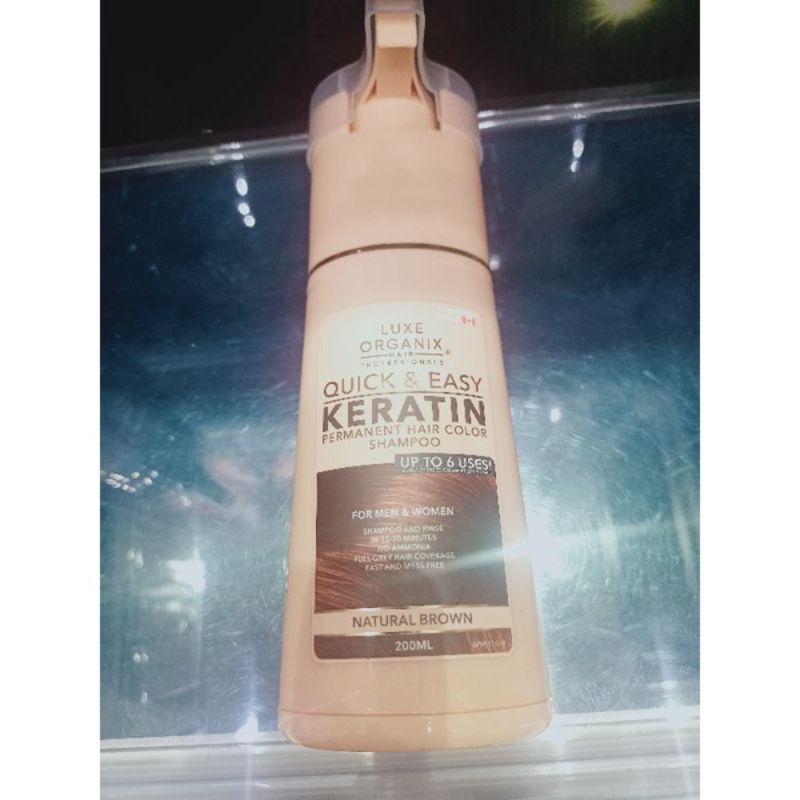 LUXE
ORGANIX
HAIR
PROFESSIONALS
QUICK & EASY
KERATIN
PERMANENT HAIR COLOR
SHAMPOO
UP TO 6 USES!
FOR MEN & WOMEN
SHAMPOO AND RINSE
IN 15-30 MINUTES
NO AMMONIA
FULL GREY HAIR COVERAGE
FAST AND MESS FREE
NATURAL BROWN
200ML